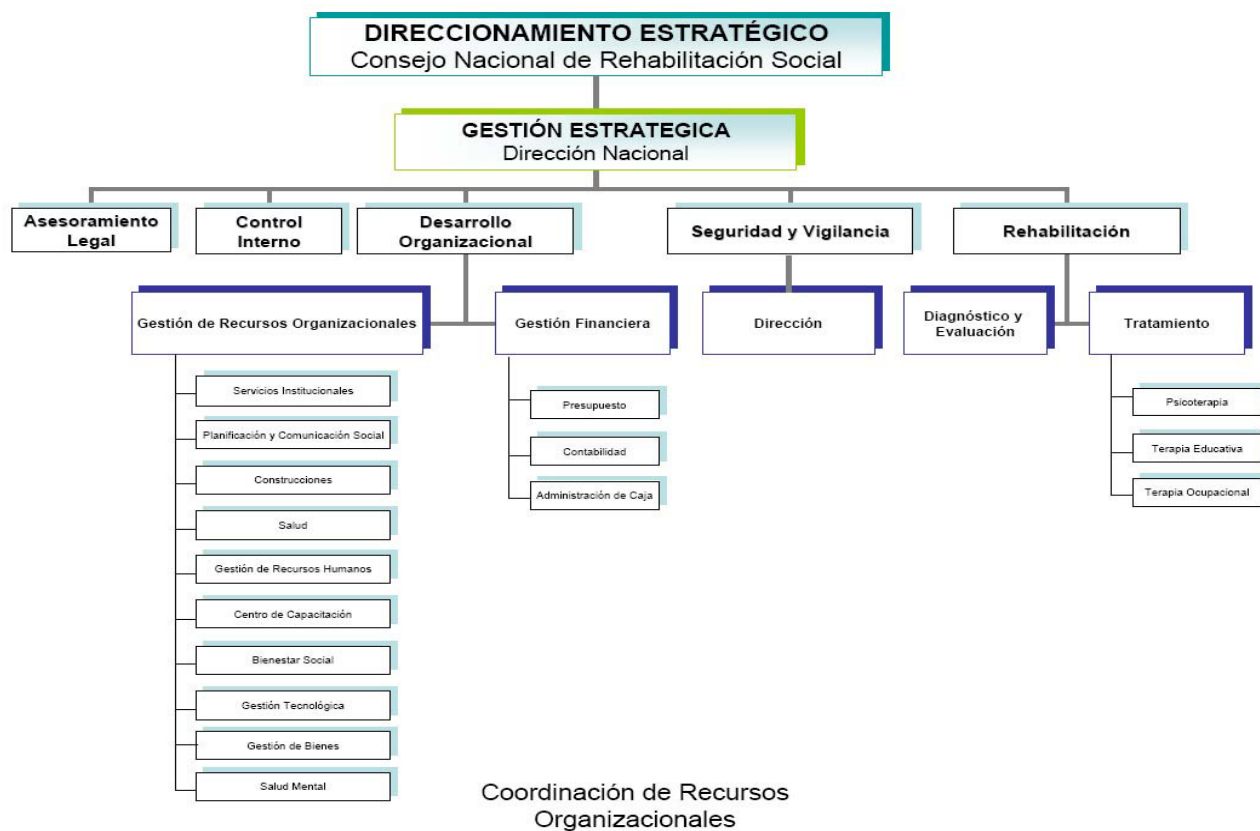 DIRECCIONAMIENTO ESTRATÉGICO
Consejo Nacional de Rehabilitación Social
GESTIÓN ESTRATEGICA
Dirección Nacional
Asesoramiento
Legal
Control
Interno
Desarrollo
Organizacional
Seguridad y Vigilancia
Rehabilitación
Gestión de Recursos Organizacionales
Gestión Financiera
Dirección
Diagnóstico y
Evaluación
Tratamiento
Servicios Institucionales
Planificación y Comunicación Social
Construcciones
Salud
Gestión de Recursos Humanos
Centro de Capacitación
Bienestar Social
Gestión Tecnológica
Gestión de Bienes
Salud Mental
Presupuesto
Contabilidad
Administración de Caja
Psicoterapia
Terapia Educativa
Terapia Ocupacional
Coordinación de Recursos
Organizacionales